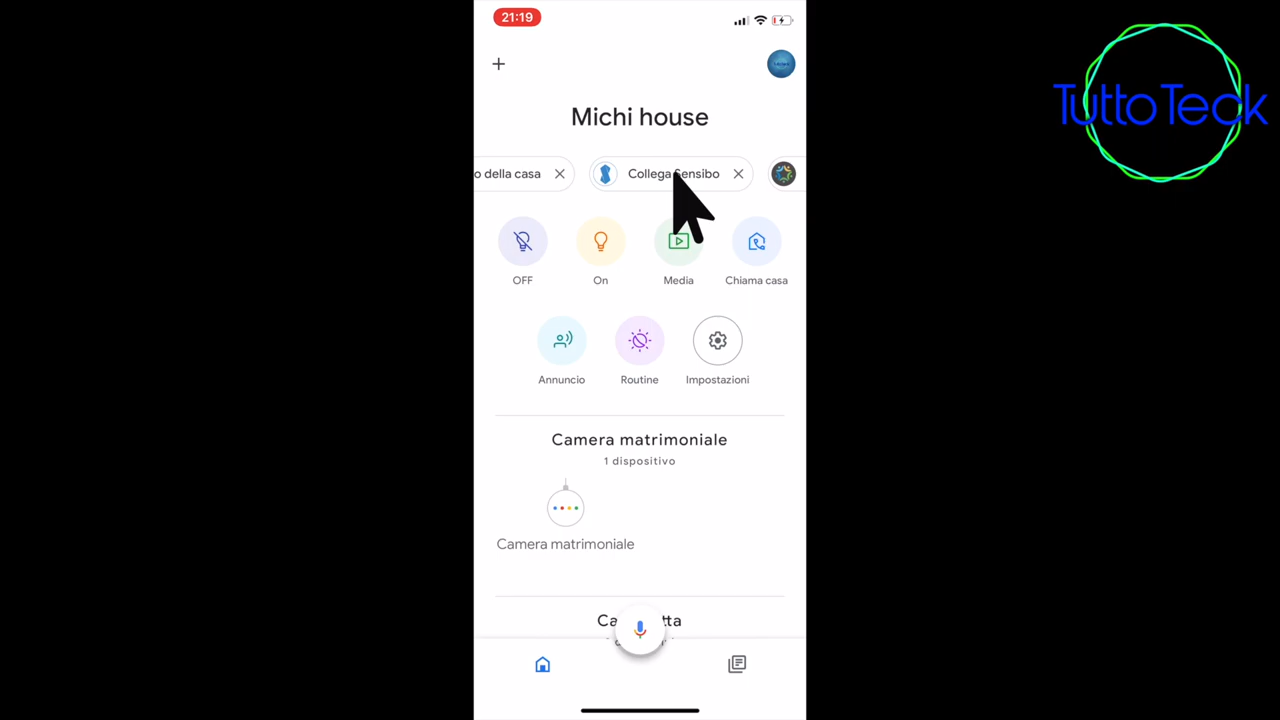 21:19
TuttoTeck
Michi house
o della casa
Collega Sensibo
OFF
On
Media
Chiama casa
Annuncio
Routine
Impostazioni
Camera matrimoniale
1 dispositivo
Camera matrimoniale